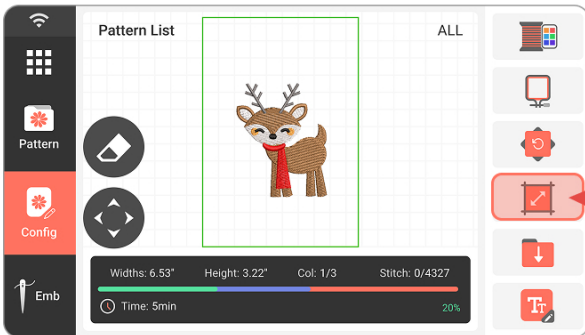 Pattern List
ALL
Pattern
Config
Emb
Widths: 6.53" Height: 3.22" Col: 1/3 Stitch: 0/4327
Time: 5min
20%
TT